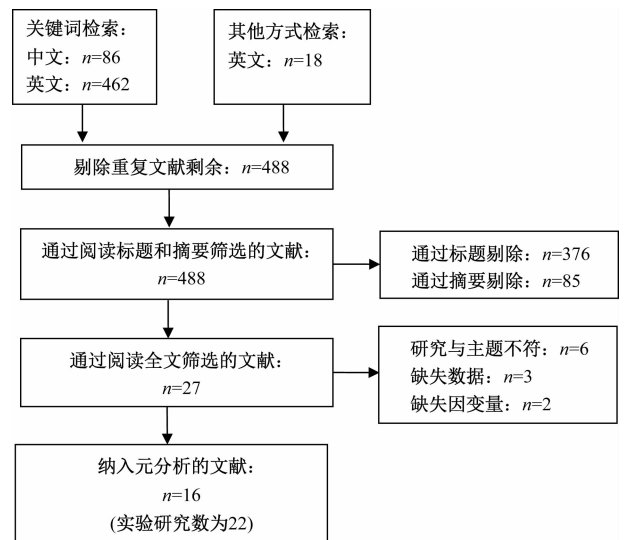 关键词检索：
中文：n=86
英文：n=462
其他方式检索：
英文：n=18
剔除重复文献剩余：n=488
通过阅读标题和摘要筛选的文献：
n=488
通过标题剔除：n=376
通过摘要剔除：n=85
通过阅读全文筛选的文献：
n=27
研究与主题不符：n=6
缺失数据：n=3
缺失因变量：n=2
纳入元分析的文献：
n=16
(实验研究数为22)